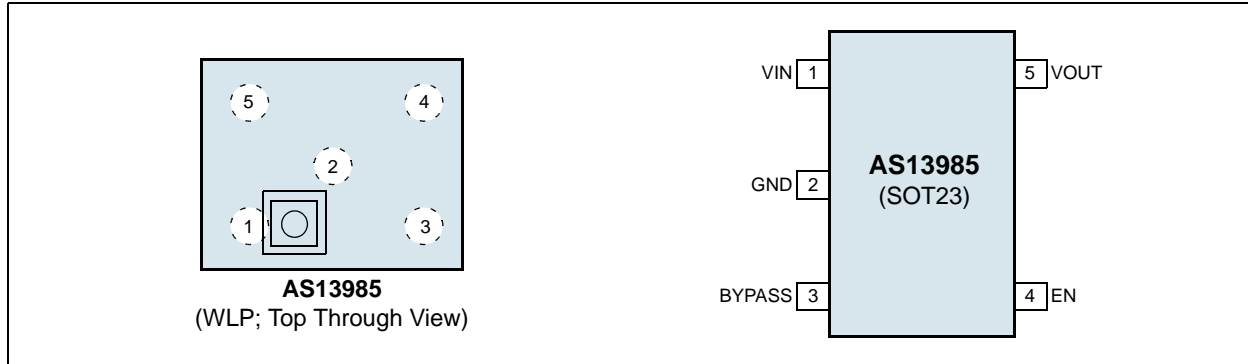 5
4
2
1
3
AS13985
(WLP; Top Through View)
VIN 1
5 VOUT
AS13985
(SOT23)
GND 2
BYPASS 3
4 EN